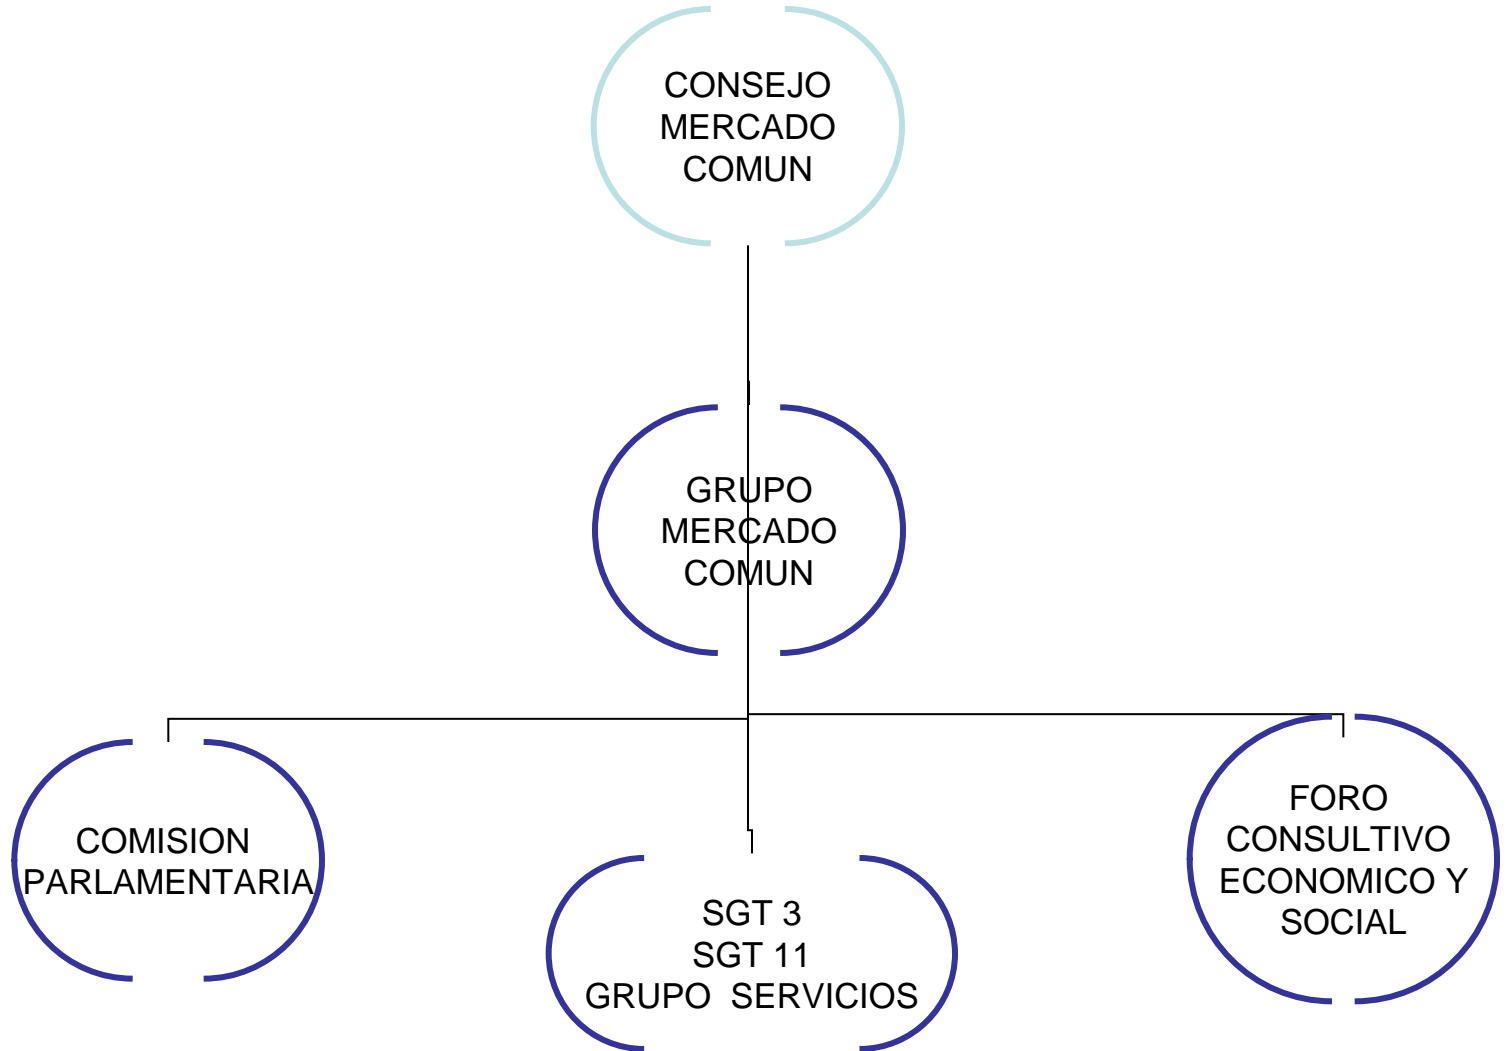 CONSEJO
MERCADO
COMUN
GRUPO
MERCADO
COMUN
COMISION
PARLAMENTARIA
SGT 3
SGT 11
GRUPO SERVICIOS
FORO
CONSULTIVO
ECONOMICO Y
SOCIAL